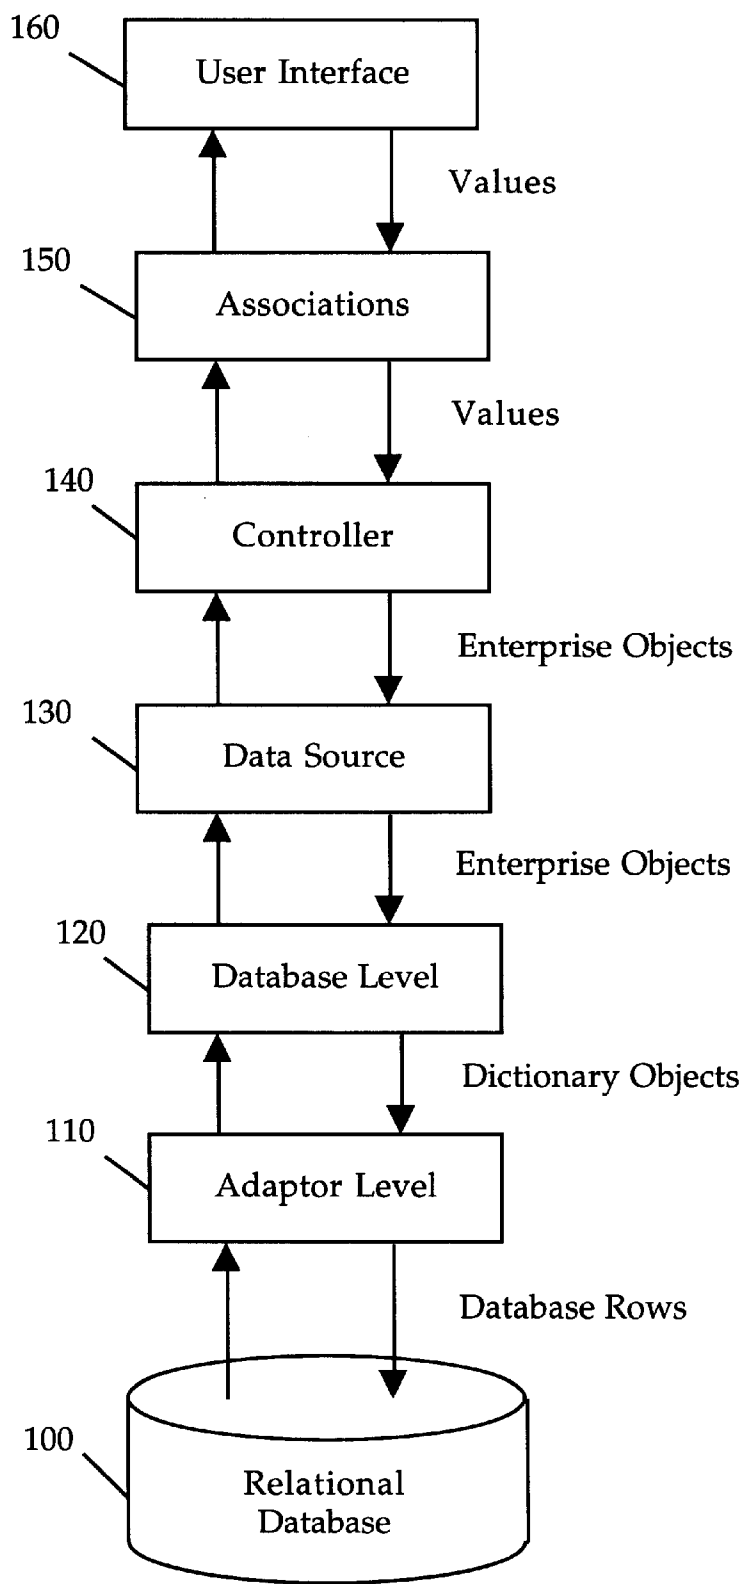 160
User Interface
Values
150
Associations
Values
140
Controller
Enterprise Objects
130
Data Source
Enterprise Objects
120
Database Level
Dictionary Objects
110
Adaptor Level
Database Rows
100
Relational
Database